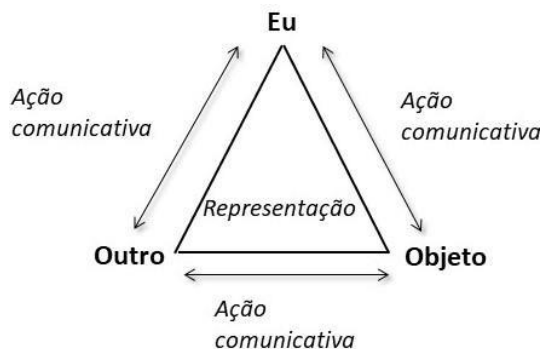 Eu
Ação
comunicativa
Ação
comunicativa
Representação
Outro
Objeto
Ação
comunicativa